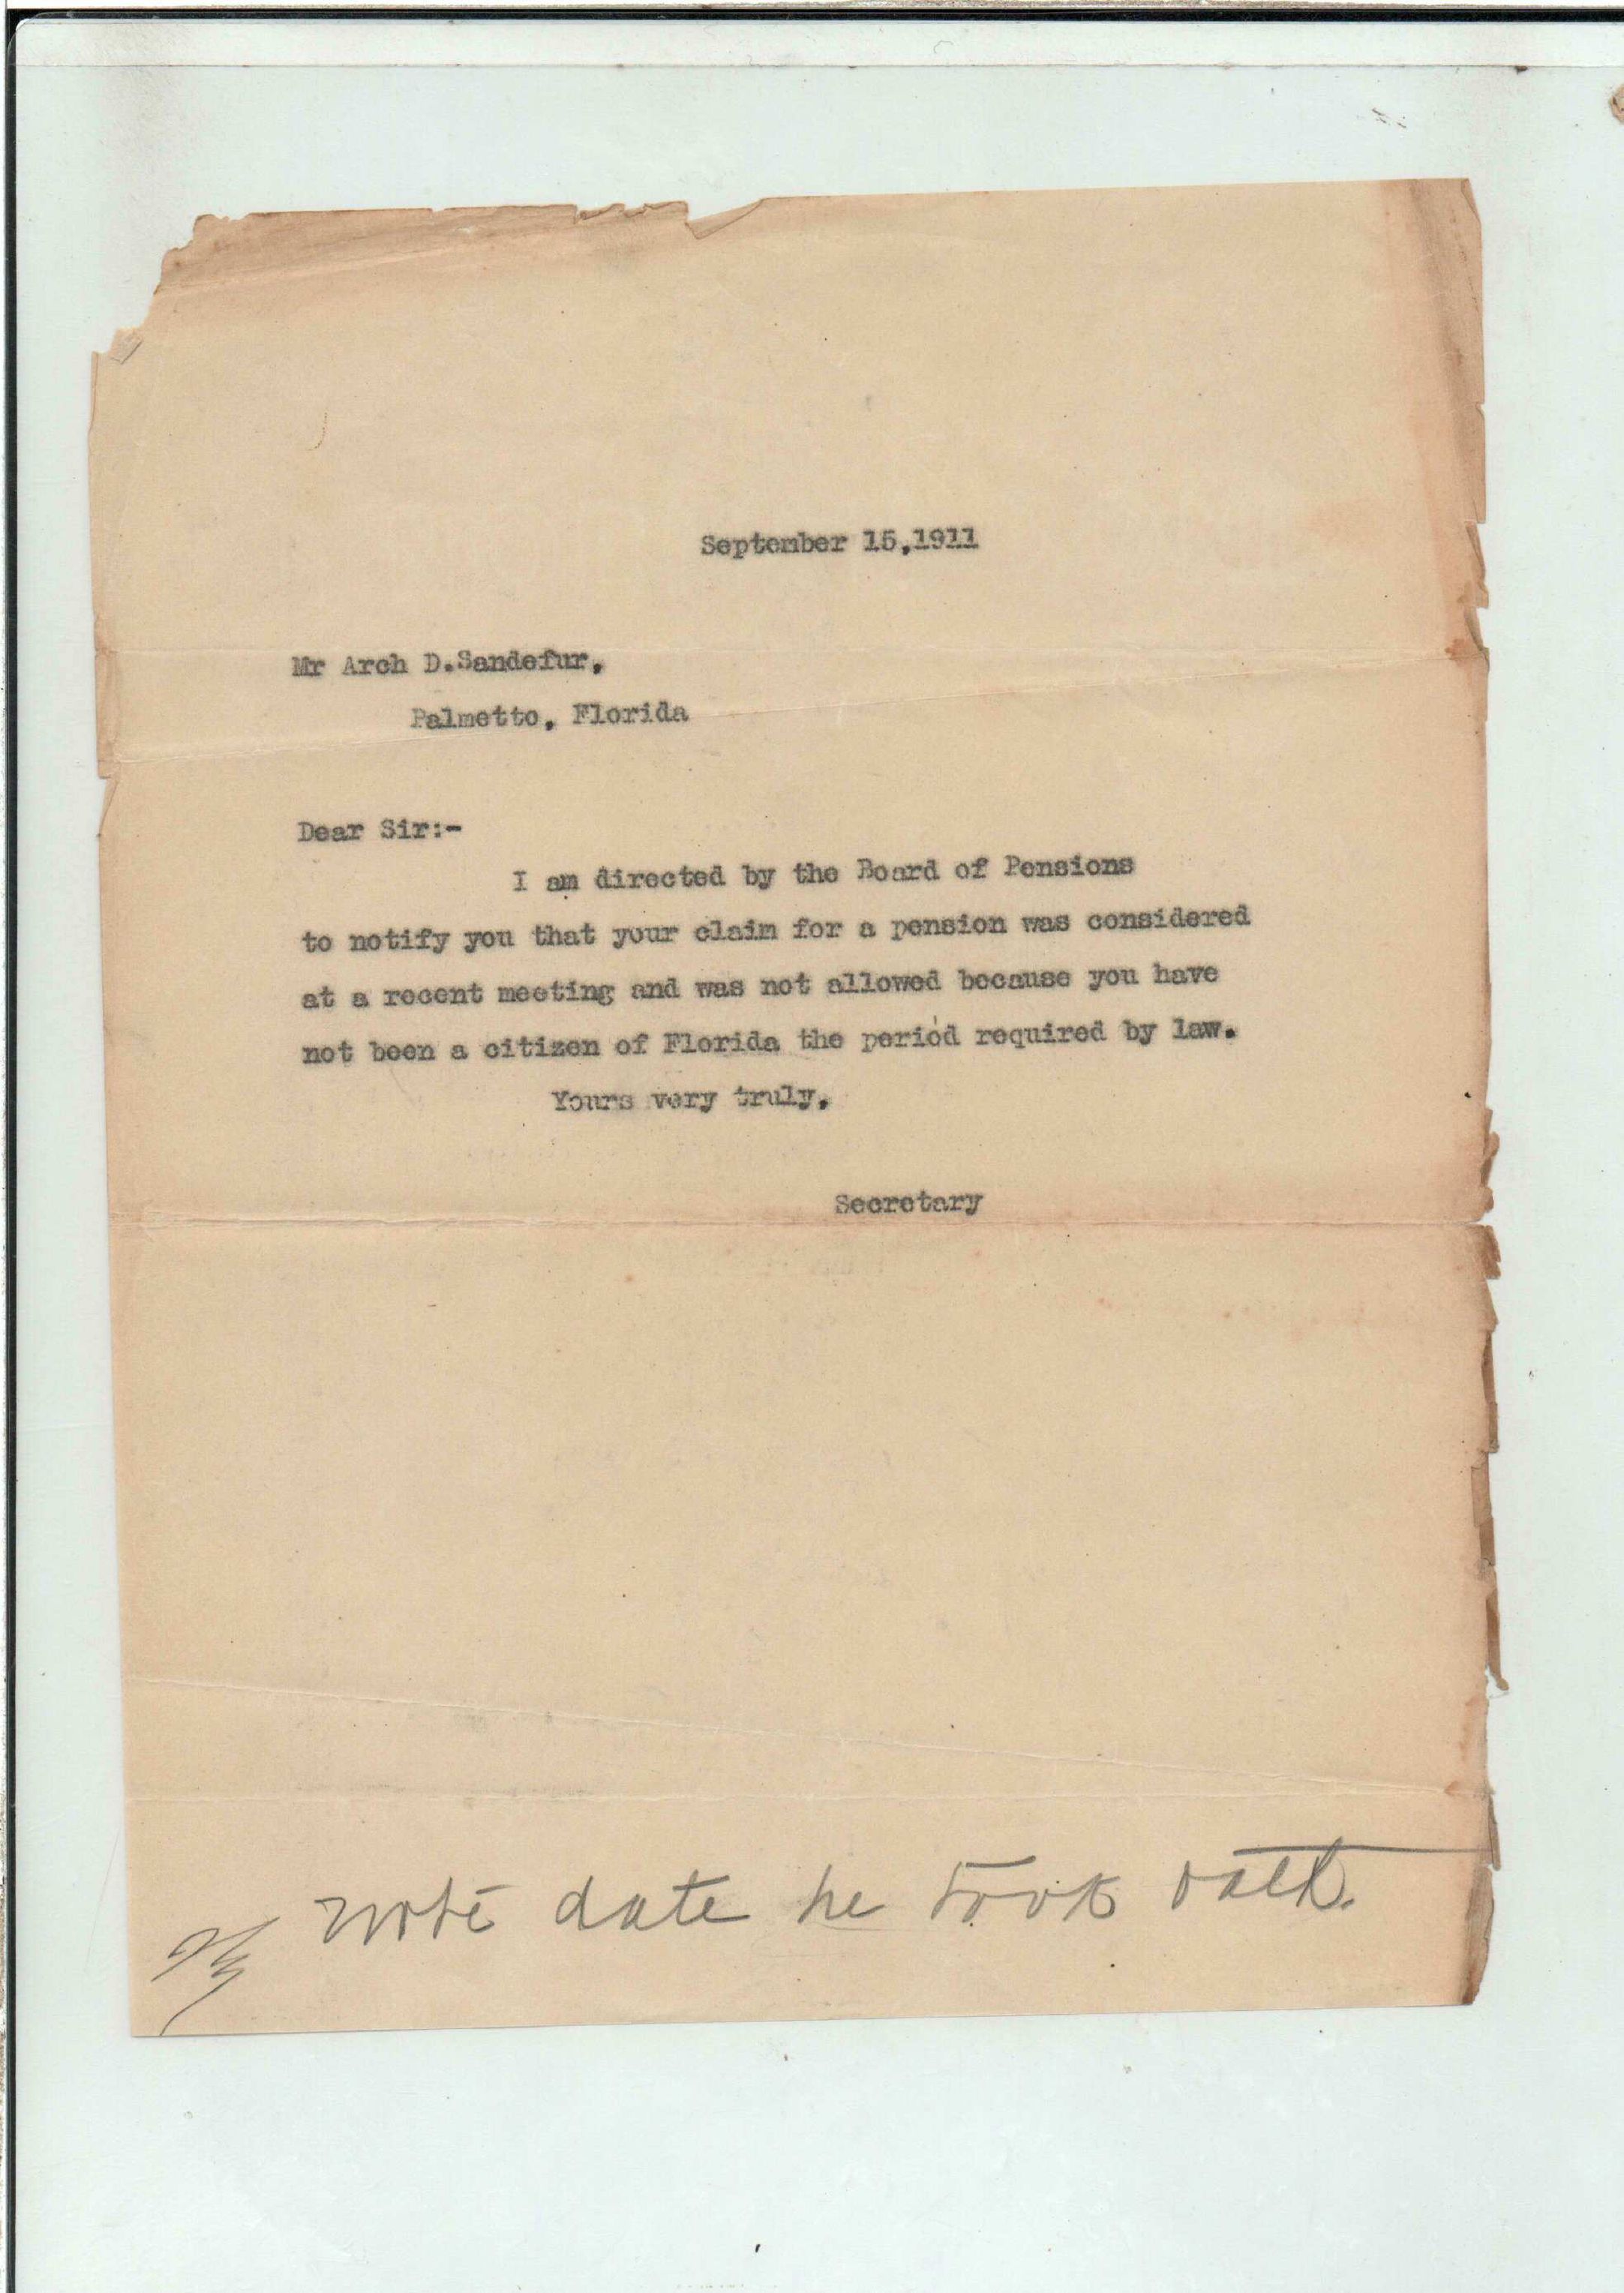 September 15,1911
Mr Arch D.Sandefur,
Palmetto, Florida
Dear Sir:-
I am directed by the Board of Pensions
to notify you that your claim for a pension was considered
at a recent meeting and was not allowed because you have
not been a citizen of Florida the period required by law.
Yours very truly,
Secretary
Note date he took oath.